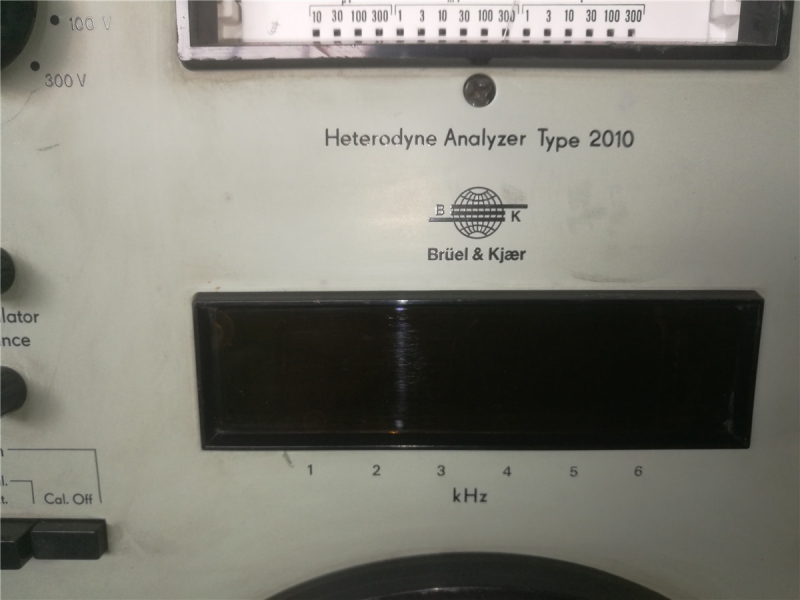 10 30 100 300 1 3 10 30 100 300 1 3 10 30 100 300
100 V
300 V
Heterodyne Analyzer Type 2010
B K
Brüel & Kjær
lator
nce
Cal. Off
1 2 3 4 5 6
kHz